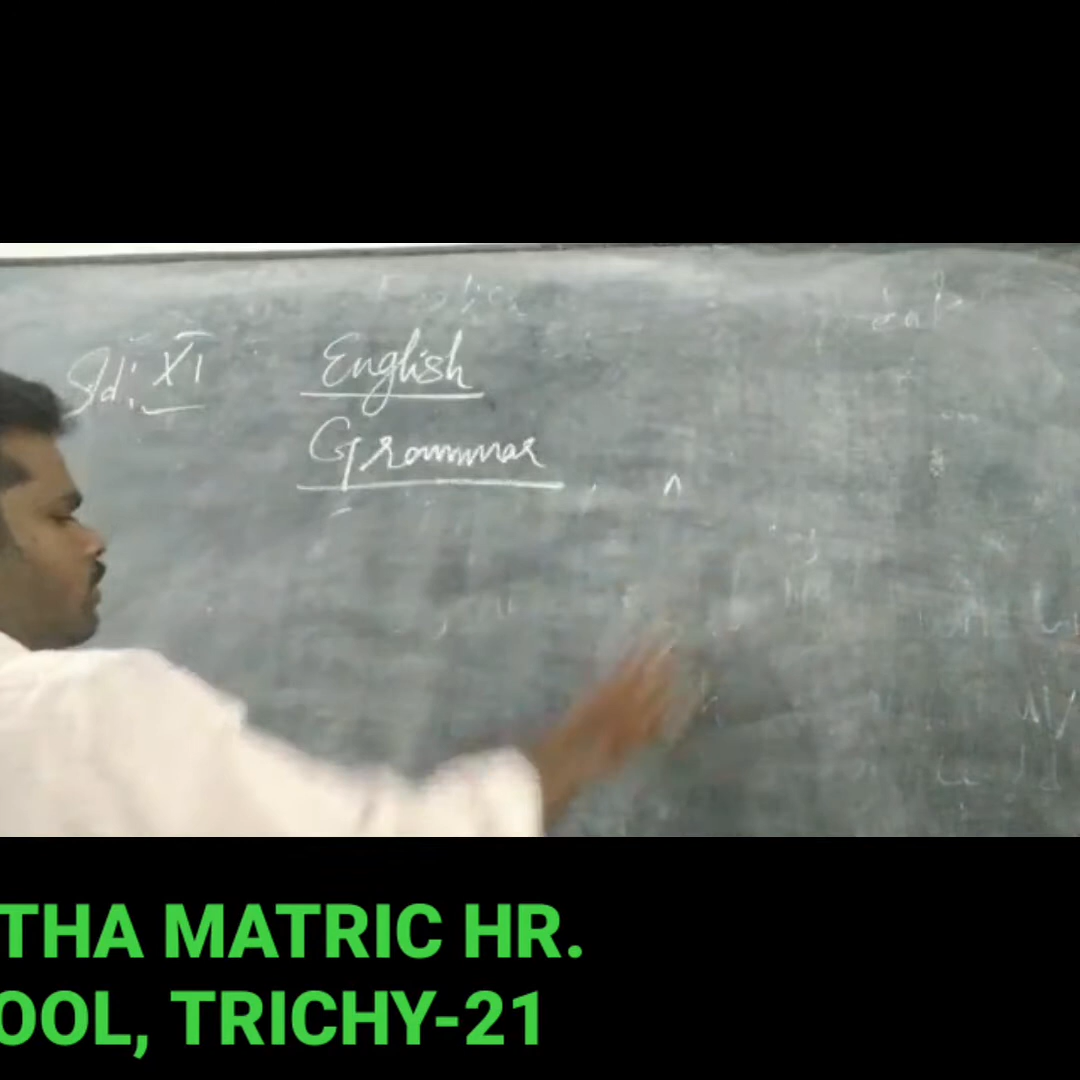 Std: XI
English
Grammar
THA MATRIC HR.
OOL, TRICHY-21